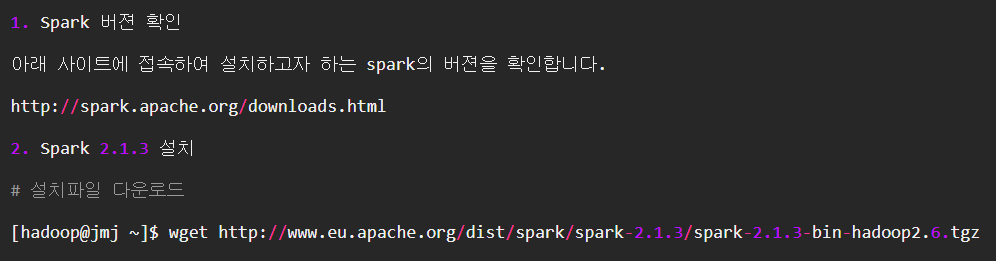 1. Spark 버젼 확인
아래 사이트에 접속하여 설치하고자 하는 spark의 버젼을 확인합니다.
http://spark.apache.org/downloads.html
2. Spark 2.1.3 설치
# 설치파일 다운로드
[hadoop@jmj ~]$ wget http://www.eu.apache.org/dist/spark/spark-2.1.3/spark-2.1.3-bin-hadoop2.6.tgz